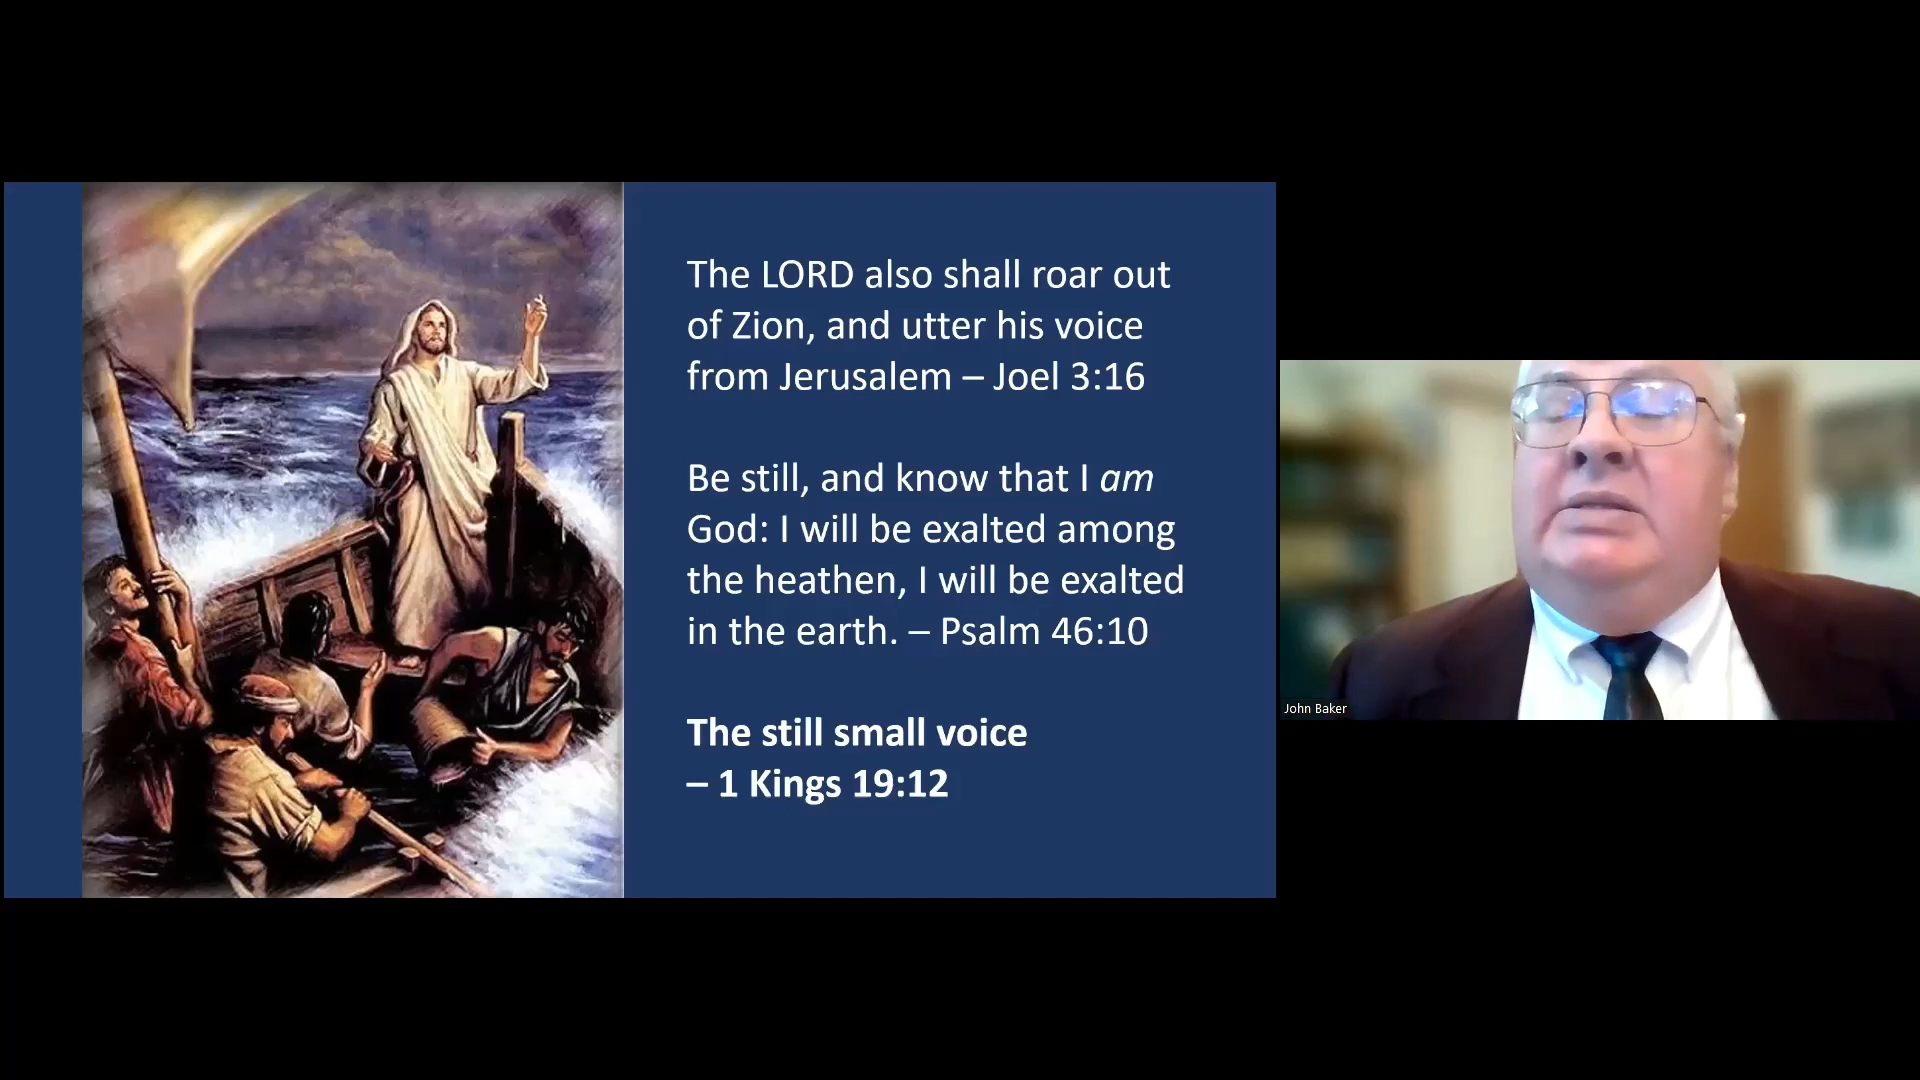 The LORD also shall roar out
of Zion, and utter his voice
from Jerusalem – Joel 3:16
Be still, and know that I am
God: I will be exalted among
the heathen, I will be exalted
in the earth. – Psalm 46:10
The still small voice
– 1 Kings 19:12
John Baker